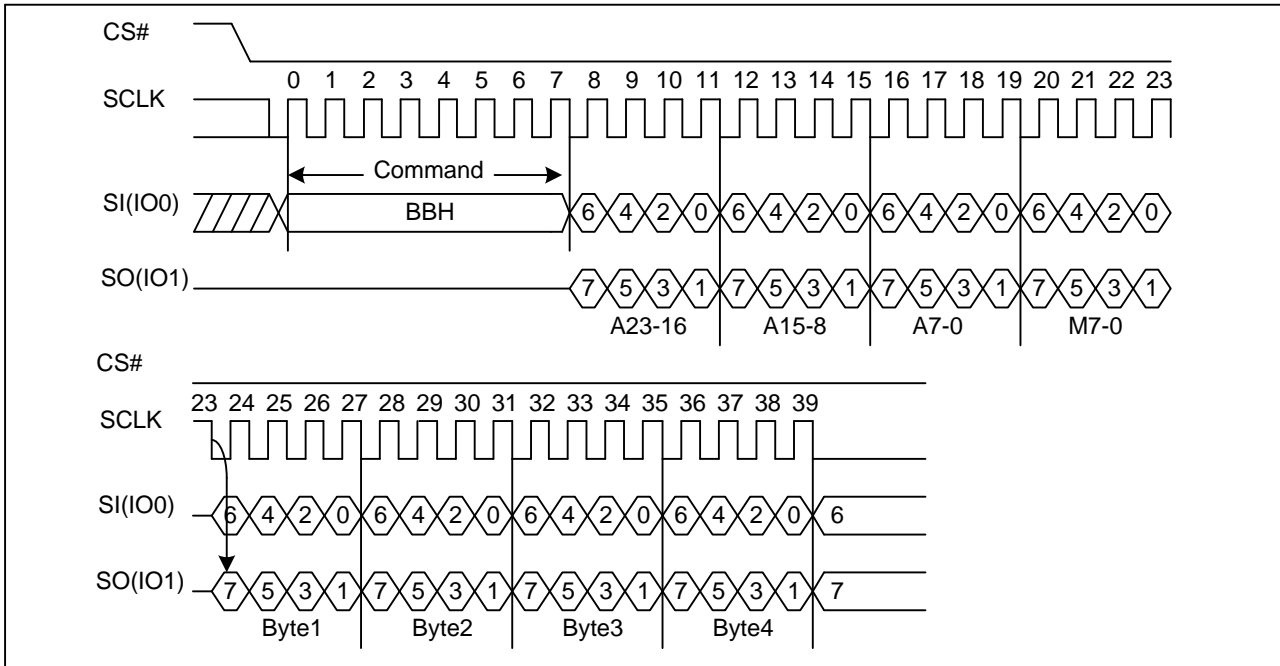 CS#
0 1 2 3 4 5 6 7 8 9 10 11 12 13 14 15 16 17 18 19 20 21 22 23
SCLK
Command
SI(IO0) BBH 6 4 2 0 6 4 2 0 6 4 2 0 6 4 2 0
SO(IO1) 7 5 3 1 7 5 3 1 7 5 3 1 7 5 3 1
A23-16 A15-8 A7-0 M7-0
CS#
23 24 25 26 27 28 29 30 31 32 33 34 35 36 37 38 39
SCLK
SI(IO0) 6 4 2 0 6 4 2 0 6 4 2 0 6 4 2 0 6
SO(IO1) 7 5 3 1 7 5 3 1 7 5 3 1 7 5 3 1 7
Byte1 Byte2 Byte3 Byte4